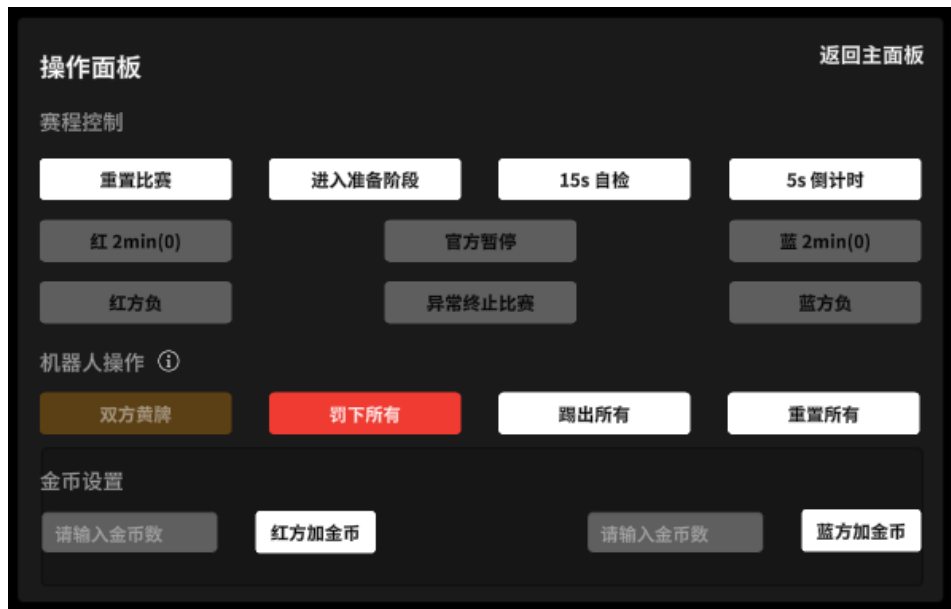 操作面板
返回主面板
赛程控制
重置比赛 进入准备阶段 15s 自检 5s 倒计时
红 2min(0) 官方暂停 蓝 2min(0)
红方负 异常终止比赛 蓝方负
机器人操作
双方黄牌 罚下所有 踢出所有 重置所有
金币设置
请输入金币数 红方加金币 请输入金币数 蓝方加金币